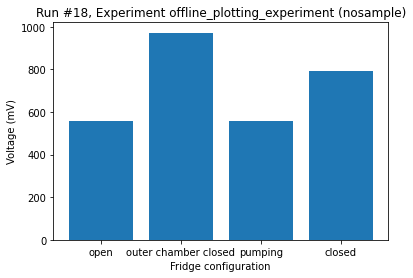 Run #18, Experiment offline_plotting_experiment (nosample)
1000
800
600
400
200
0
Voltage (mV)
open outer chamber closed pumping closed
Fridge configuration